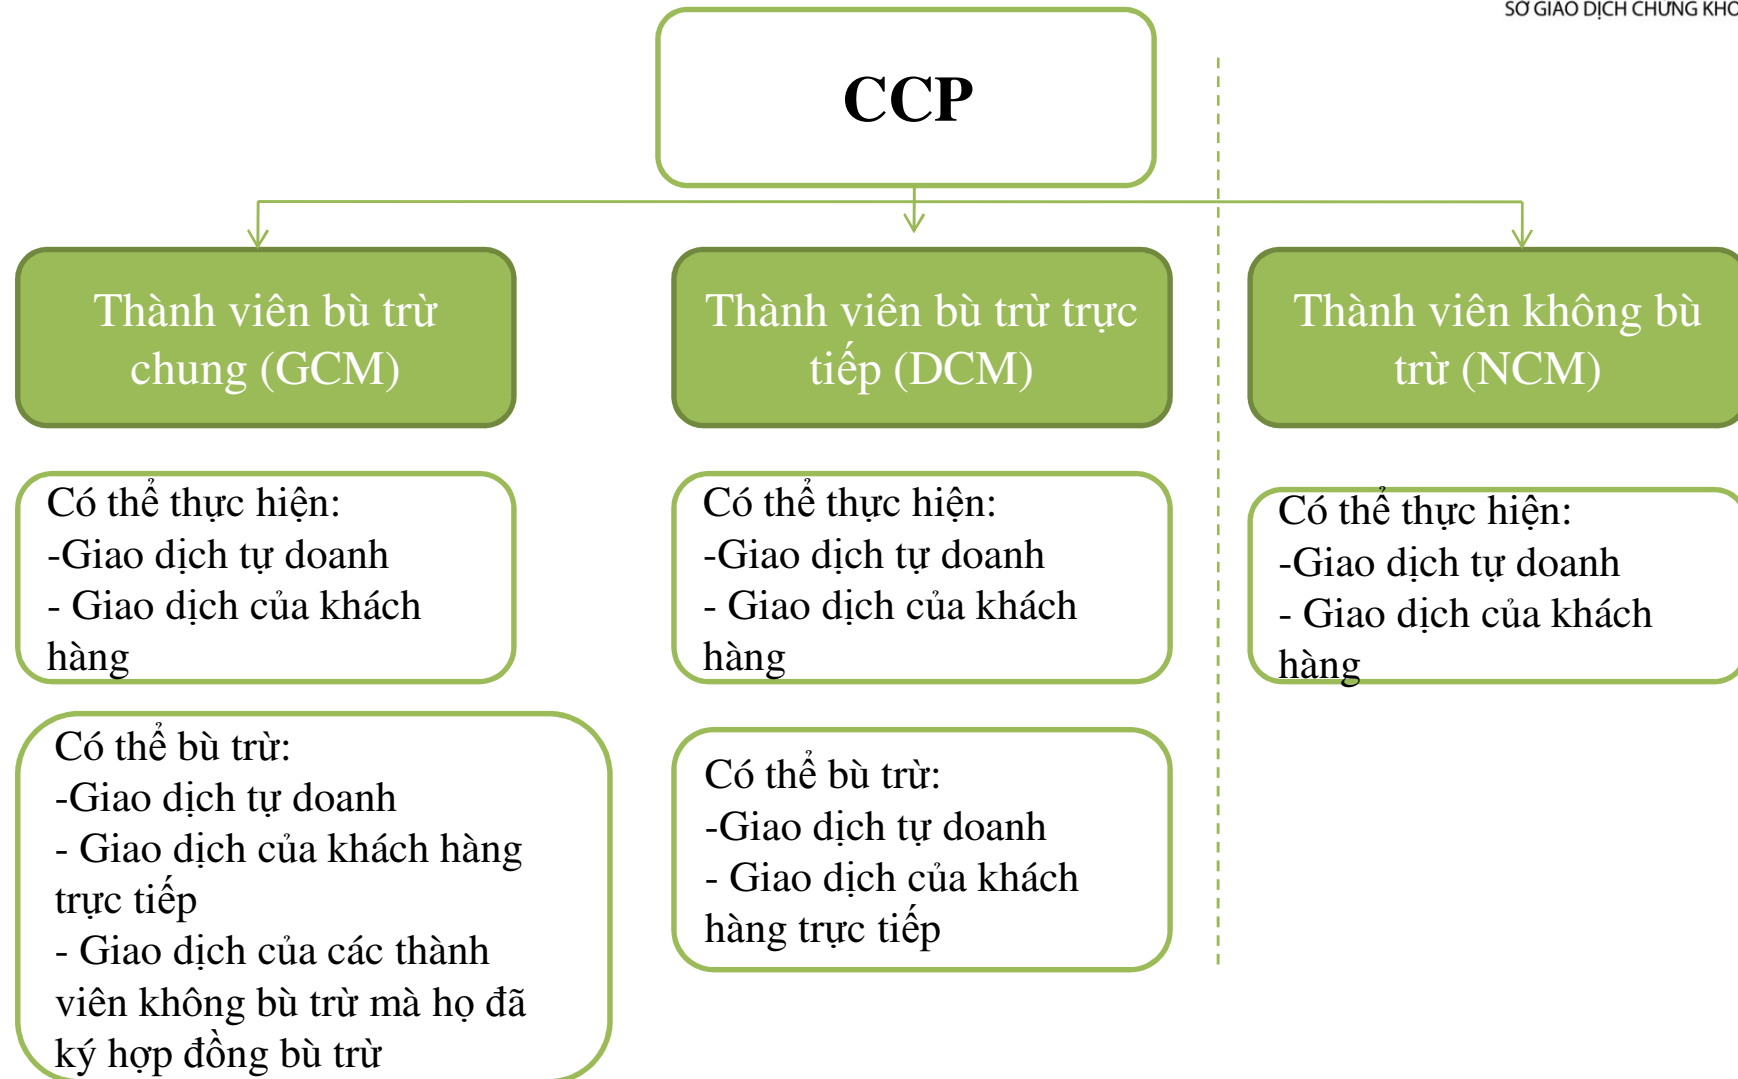 SỞ GIAO DỊCH CHỨNG
CCP
Thành viên bù trừ
chung (GCM)
Thành viên bù trừ trực
tiếp (DCM)
Thành viên không bù
trừ (NCM)
Có thể thực hiện:
-Giao dịch tự doanh
- Giao dịch của khách
hàng
Có thể thực hiện:
-Giao dịch tự doanh
- Giao dịch của khách
hàng
Có thể thực hiện:
-Giao dịch tự doanh
- Giao dịch của khách
hàng
Có thể bù trừ:
-Giao dịch tự doanh
- Giao dịch của khách hàng
trực tiếp
- Giao dịch của các thành
viên không bù trừ mà họ đã
ký hợp đồng bù trừ
Có thể bù trừ:
-Giao dịch tự doanh
- Giao dịch của khách
hàng trực tiếp